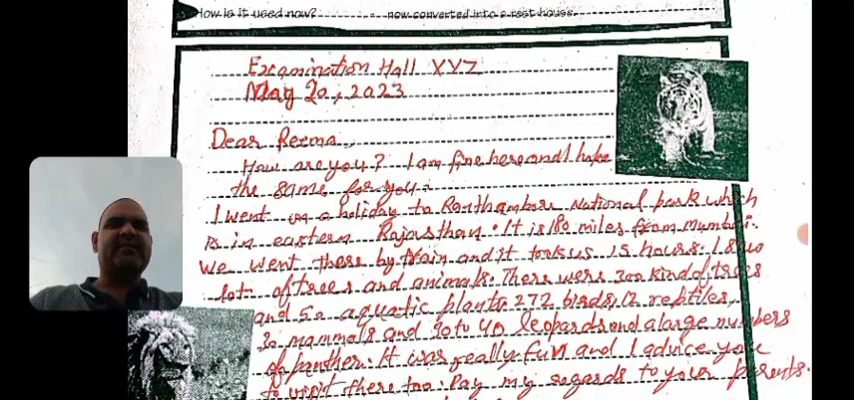 How is it used now? now converted into a rest house.
Examination Hall XYZ
May 20, 2023
Dear Reema,
How are you? I am fine here and I hope
the same for you.
I went on a holiday to Ranthambore National park which
is in eastern Rajasthan. It is 180 miles from Mumbai.
We went there by train and it took us 15 hours. I saw
lot of trees and animals. There were 300 kind of trees
and 50 aquatic plants 272 birds, 12 reptiles,
30 mammals and to 40 leopards and a large numbers
of panther. It was really fun and I advice you
to visit there too. Pay my regards to your parents.